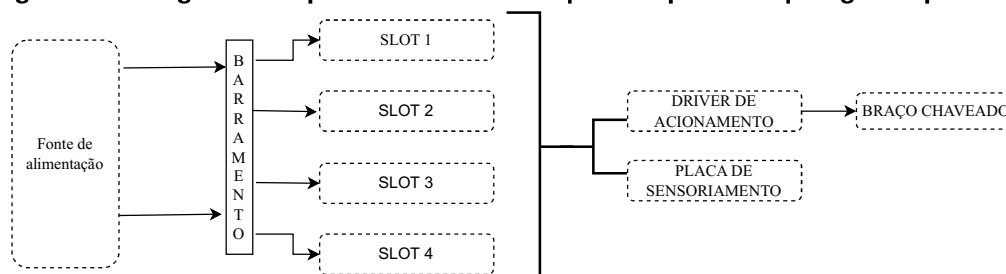 Fonte de
alimentação
B
A
R
R
A
M
E
N
T
O
SLOT 1
SLOT 2
SLOT 3
SLOT 4
DRIVER DE
ACIONAMENTO
PLACA DE
SENSORIAMENTO
BRAÇO CHAVEADO